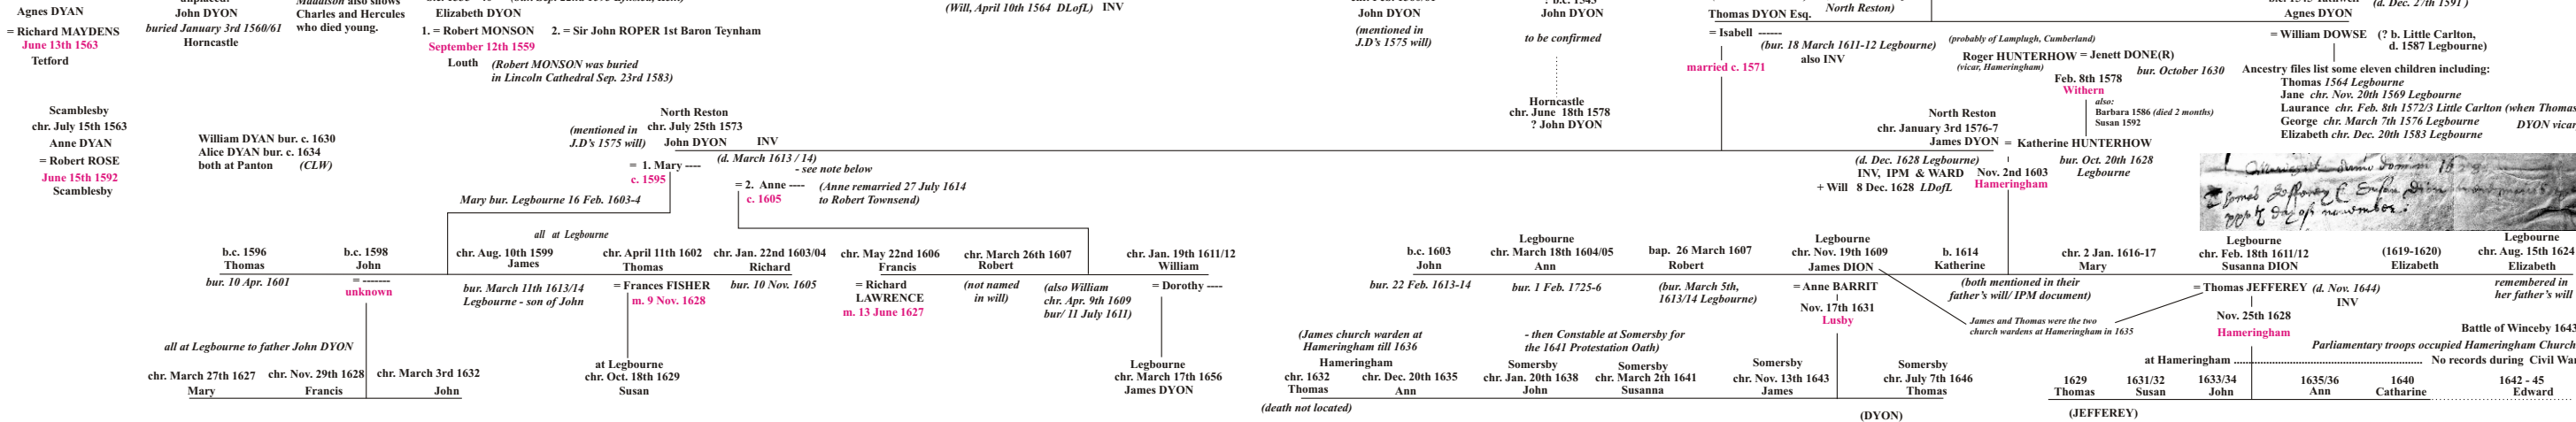 Agnes DYAN
= Richard MAYDENS
June 13th 1563
Tetford
John DYON
buried January 3rd 1560/61
Horncastle
Maddison also shows
Charles and Hercules
who died young.
Elizabeth DYON
1. = Robert MONSON 2. = Sir John ROPER 1st Baron Teynham
September 12th 1559
Louth (Robert MONSON was buried
in Lincoln Cathedral Sep. 23rd 1583)
(Will, April 10th 1564 DLofL) INV
John DYON
(mentioned in
J.D's 1575 will)
John DYON
to be confirmed
Horncastle
chr. June 18th 1578
? John DYON
Thomas DYON Esq.
North Reston)
= Isabell ------
(bur. 18 March 1611-12 Legbourne)
also INV
married c. 1571
(probably of Lamplugh, Cumberland)
Roger HUNTERHOW = Jenett DONE(R)
(vicar, Hameringham)
bur. October 1630
Feb. 8th 1578
Withern
also:
Barbara 1586 (died 2 months)
Susan 1592
(d. Dec. 27th 1591 )
Agnes DYON
= William DOWSE (? b. Little Carlton,
d. 1587 Legbourne)
Ancestry files list some eleven children including:
Thomas 1564 Legbourne
Jane chr. Nov. 20th 1569 Legbourne
Laurance chr. Feb. 8th 1572/3 Little Carlton (when Thomas
George chr. March 7th 1576 Legbourne
DYON vicar
Elizabeth chr. Dec. 20th 1583 Legbourne
Scamblesby
chr. July 15th 1563
Anne DYAN
= Robert ROSE
June 15th 1592
Scamblesby
William DYAN bur. c. 1630
Alice DYAN bur. c. 1634
both at Panton (CLW)
North Reston
(mentioned in
J.D's 1575 will)
chr. July 25th 1573
John DYON INV
= 1. Mary ----
c. 1595
(d. March 1613 / 14)
- see note below
= 2. Anne ----
c. 1605
(Anne remarried 27 July 1614
to Robert Townsend)
Mary bur. Legbourne 16 Feb. 1603-4
North Reston
chr. January 3rd 1576-7
James DYON = Katherine HUNTERHOW
(d. Dec. 1628 Legbourne)
INV, IPM & WARD
+ Will 8 Dec. 1628 LDofL
Nov. 2nd 1603
Hameringham
bur. Oct. 20th 1628
Legbourne
all at Legbourne
b.c. 1596
Thomas
bur. 10 Apr. 1601
b.c. 1598
John
= -------
unknown
chr. Aug. 10th 1599
James
bur. March 11th 1613/14
Legbourne - son of John
chr. April 11th 1602
Thomas
= Frances FISHER
m. 9 Nov. 1628
chr. Jan. 22nd 1603/04
Richard
bur. 10 Nov. 1605
chr. May 22nd 1606
Francis
= Richard
LAWRENCE
m. 13 June 1627
chr. March 26th 1607
Robert
(not named
in will)
(also William
chr. Apr. 9th 1609
bur/ 11 July 1611)
chr. Jan. 19th 1611/12
William
= Dorothy ----
b.c. 1603
John
bur. 22 Feb. 1613-14
Legbourne
chr. March 18th 1604/05
Ann
bur. 1 Feb. 1725-6
bap. 26 March 1607
Robert
(bur. March 5th,
1613/14 Legbourne)
Legbourne
chr. Nov. 19th 1609
James DION
= Anne BARRIT
Nov. 17th 1631
Lusby
b. 1614
Katherine
chr. 2 Jan. 1616-17
Mary
(both mentioned in their
father's will/ IPM document)
James and Thomas were the two
church wardens at Hameringham in 1635
Legbourne
chr. Feb. 18th 1611/12
Susanna DION
= Thomas JEFFEREY (d. Nov. 1644)
INV
Nov. 25th 1628
Hameringham
(1619-1620)
Elizabeth
Legbourne
chr. Aug. 15th 1624
Elizabeth
remembered in
her father's will
Battle of Winceby 1643
Parliamentary troops occupied Hameringham Church
at Hameringham ........ No records during Civil War
all at Legbourne to father John DYON
chr. March 27th 1627
Mary
chr. Nov. 29th 1628
Francis
chr. March 3rd 1632
John
at Legbourne
chr. Oct. 18th 1629
Susan
Legbourne
chr. March 17th 1656
James DYON
(James church warden at
Hameringham till 1636
- then Constable at Somersby for
the 1641 Protestation Oath)
Hameringham
chr. 1632
Thomas
(death not located)
chr. Dec. 20th 1635
Ann
Somersby
chr. Jan. 20th 1638
John
Somersby
chr. March 2th 1641
Susanna
Somersby
chr. Nov. 13th 1643
James
Somersby
chr. July 7th 1646
Thomas
(DYON)
1629
Thomas
1631/32
Susan
1633/34
John
1635/36
Ann
1640
Catharine
1642 - 45
Edward
(JEFFEREY)